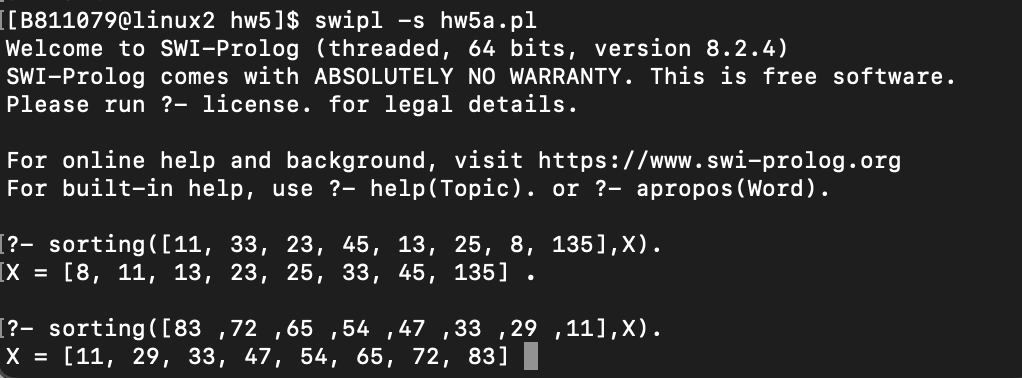 [[B811079@linux2 hw5]$ swipl -s hw5a.pl
Welcome to SWI-Prolog (threaded, 64 bits, version 8.2.4)
SWI-Prolog comes with ABSOLUTELY NO WARRANTY. This is free software.
Please run ?- license. for legal details.
For online help and background, visit https://www.swi-prolog.org
For built-in help, use ?- help(Topic). or ?- apropos(Word).
[?- sorting([11, 33, 23, 45, 13, 25, 8, 135],X).
[X = [8, 11, 13, 23, 25, 33, 45, 135] .
[?- sorting([83 ,72 ,65 ,54 ,47 ,33 ,29 ,11],X).
X = [11, 29, 33, 47, 54, 65, 72, 83]